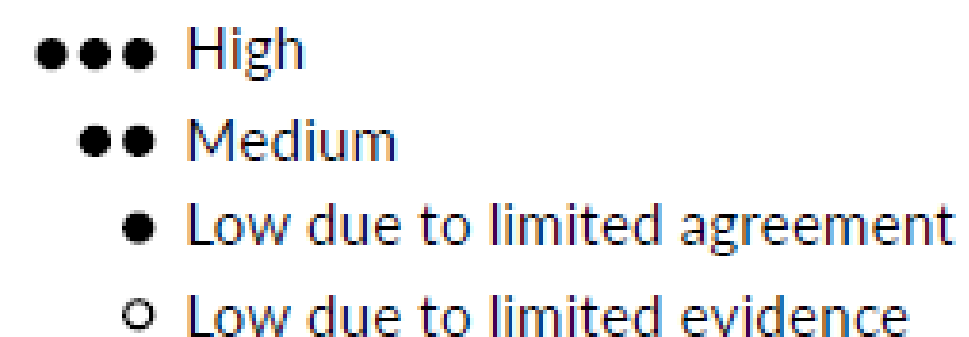 ●●● High
●● Medium
● Low due to limited agreement
○ Low due to limited evidence